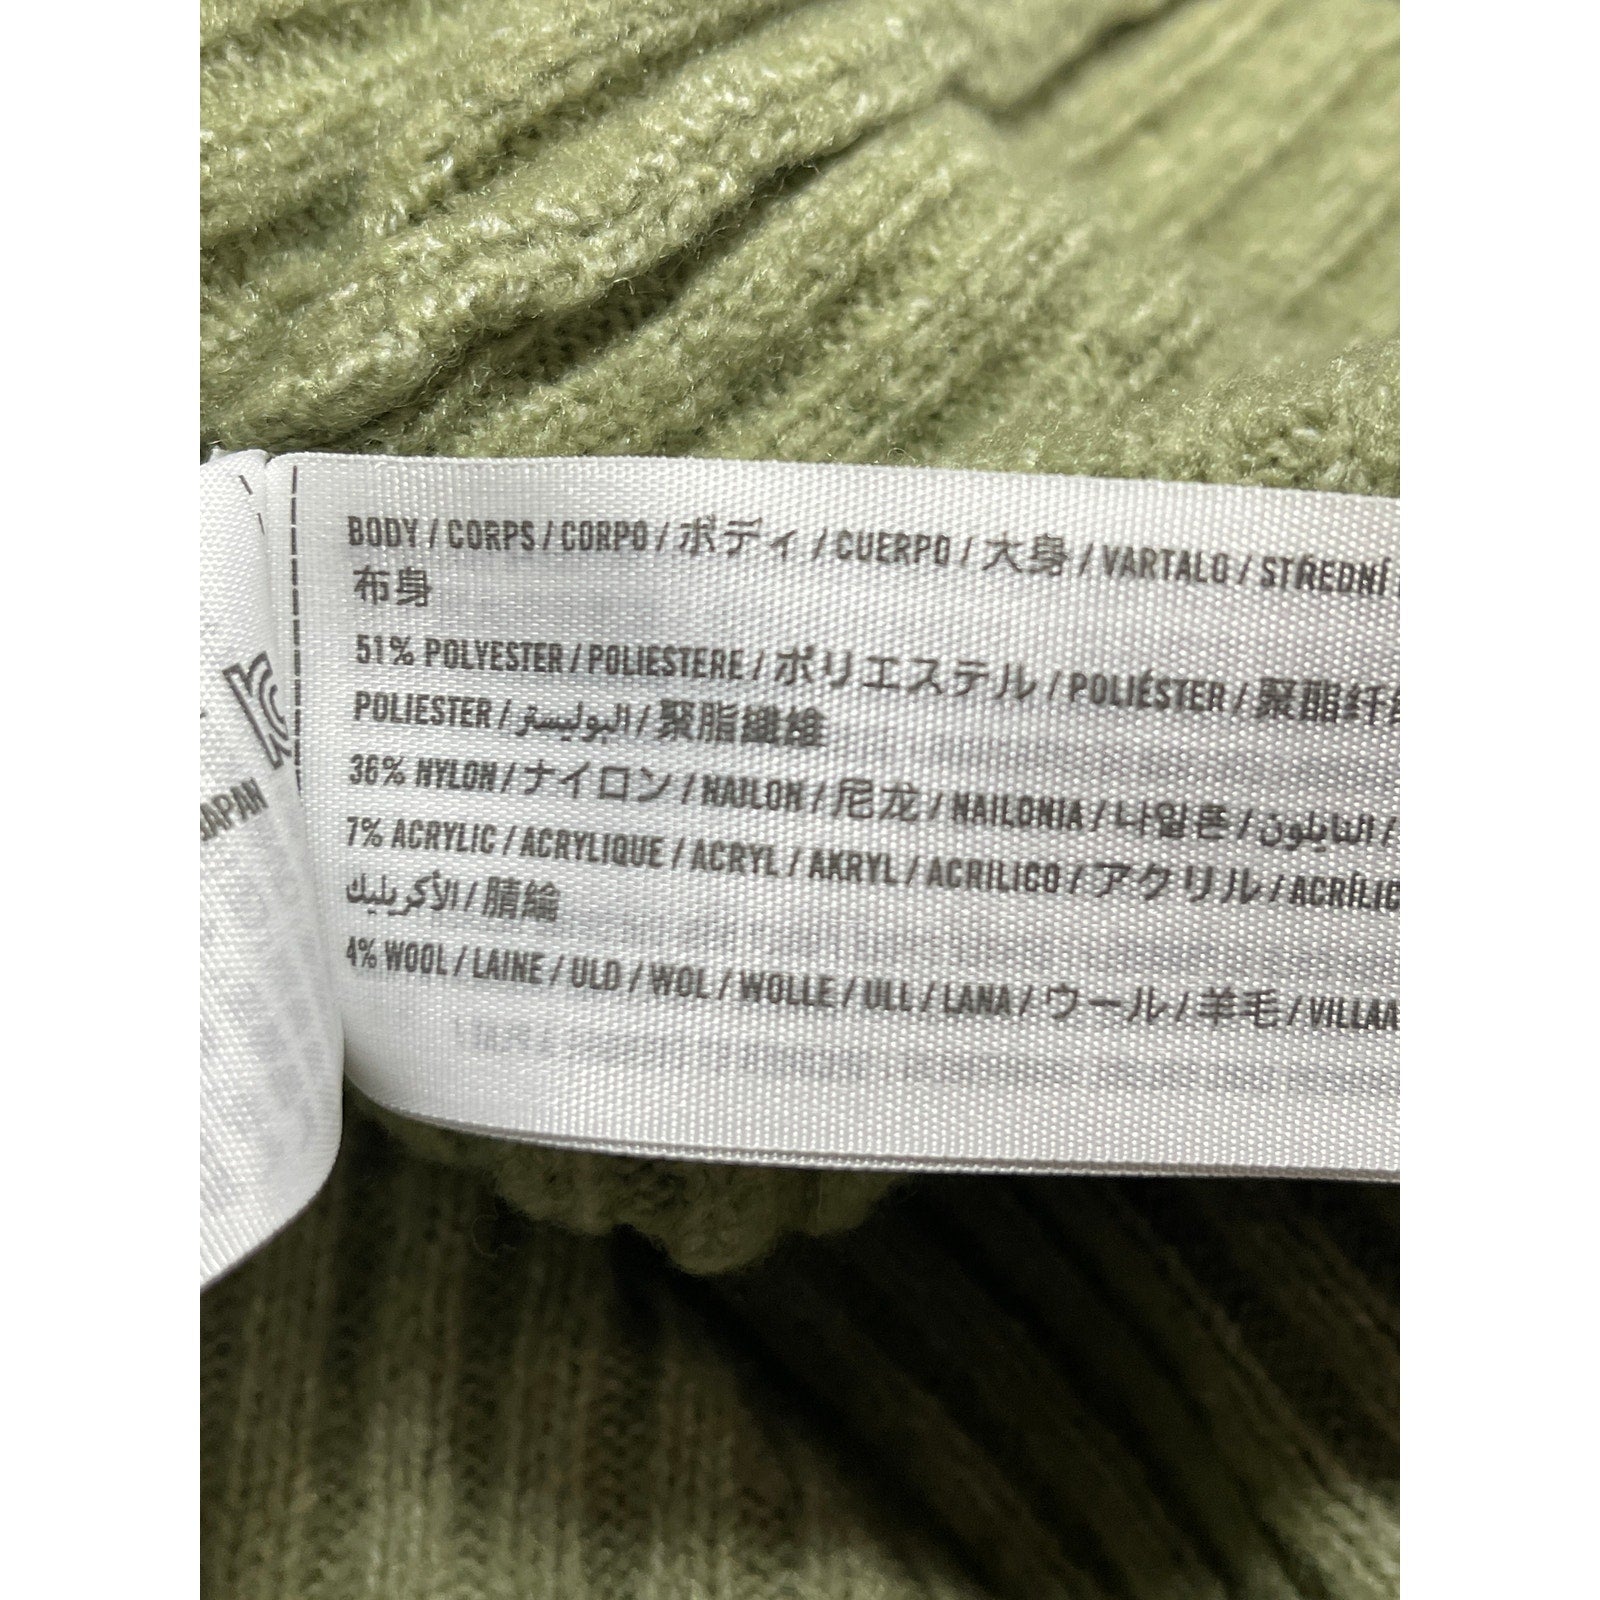 BODY / CORPS / CORPO / ボディ / CUERPO / 大身 / VARTALO / STŘEDNÍ
布身
51% POLYESTER / POLIESTERE / ポリエステル / POLIÉSTER / 聚酯纤
POLIESTER / البوليستر / 聚脂纖維
36% NYLON / ナイロン / NAILON / 尼龙 / NAILONIA / 나일론 / النايلون /
7% ACRYLIC / ACRYLIQUE / ACRYL / AKRYL / ACRILICO / アクリル / ACRÍLIC
الأكريليك / 腈綸
4% WOOL / LAINE / ULD / WOL / WOLLE / ULL / LANA / ウール / 羊毛 / VILLAA
JAPAN